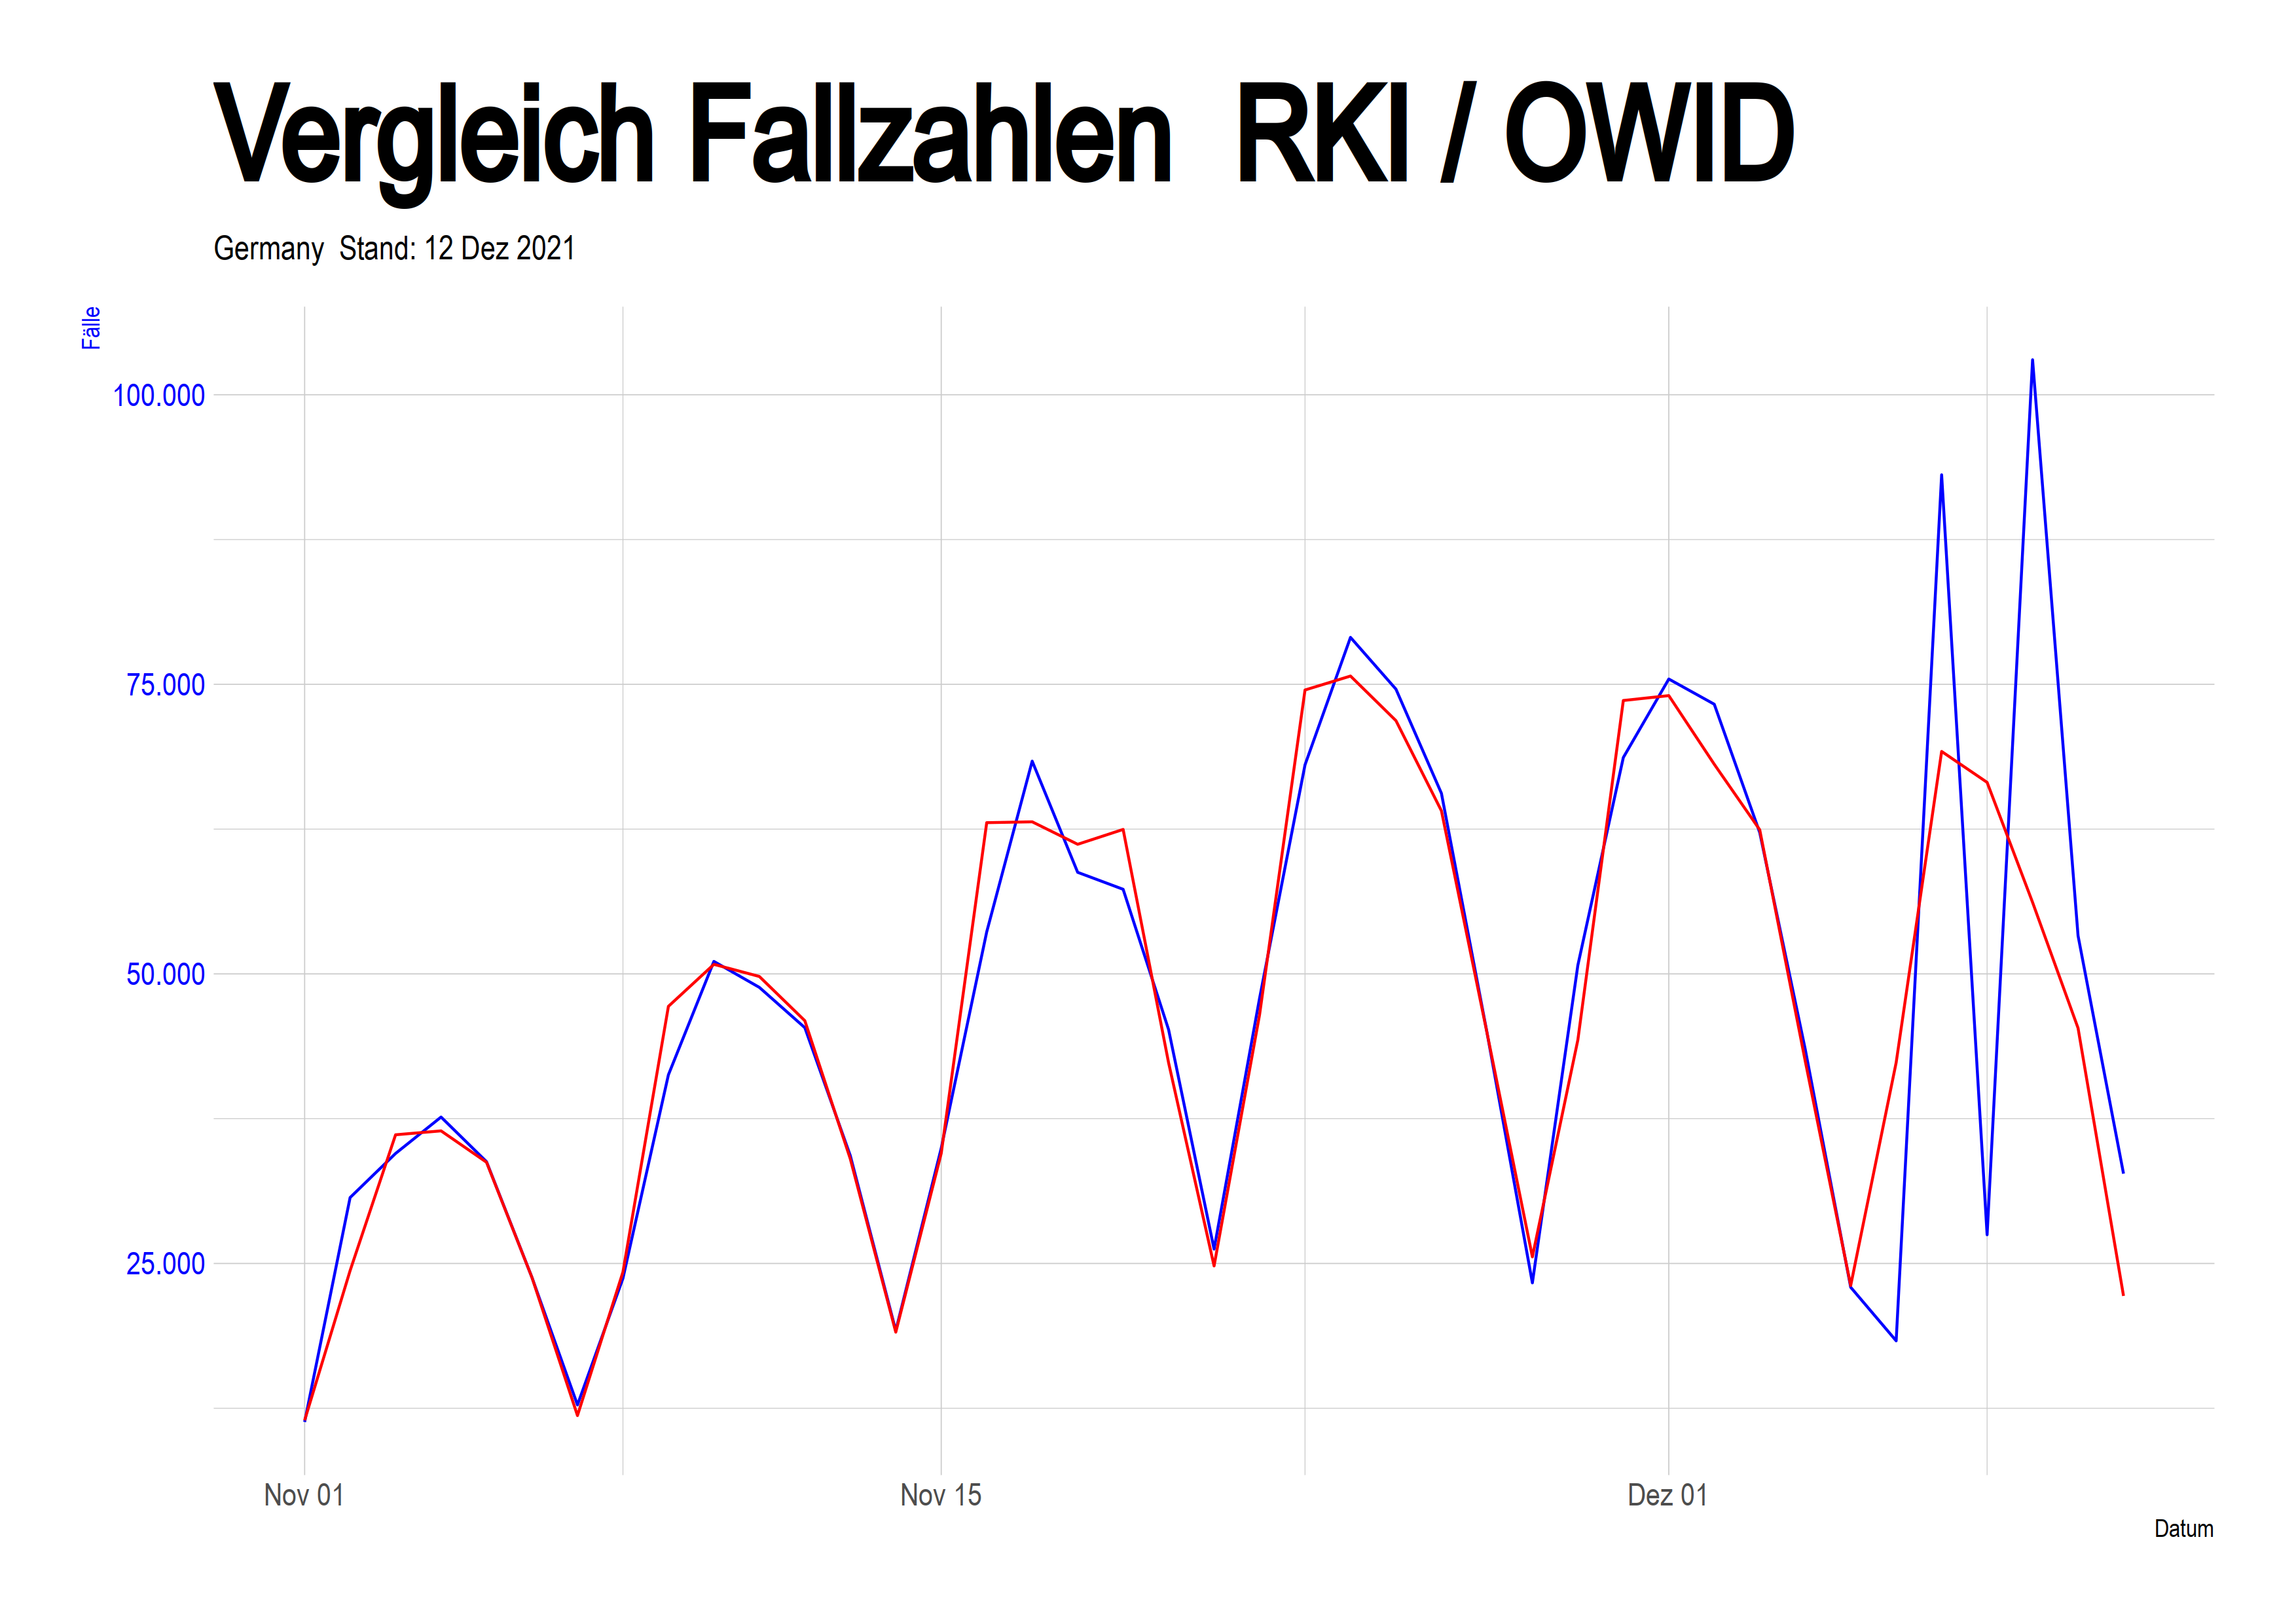 Vergleich Fallzahlen  RKI / OWID
Germany  Stand: 12 Dez 2021
Fälle
100.000
75.000
50.000
25.000
Nov 01
Nov 15
Dez 01
Datum